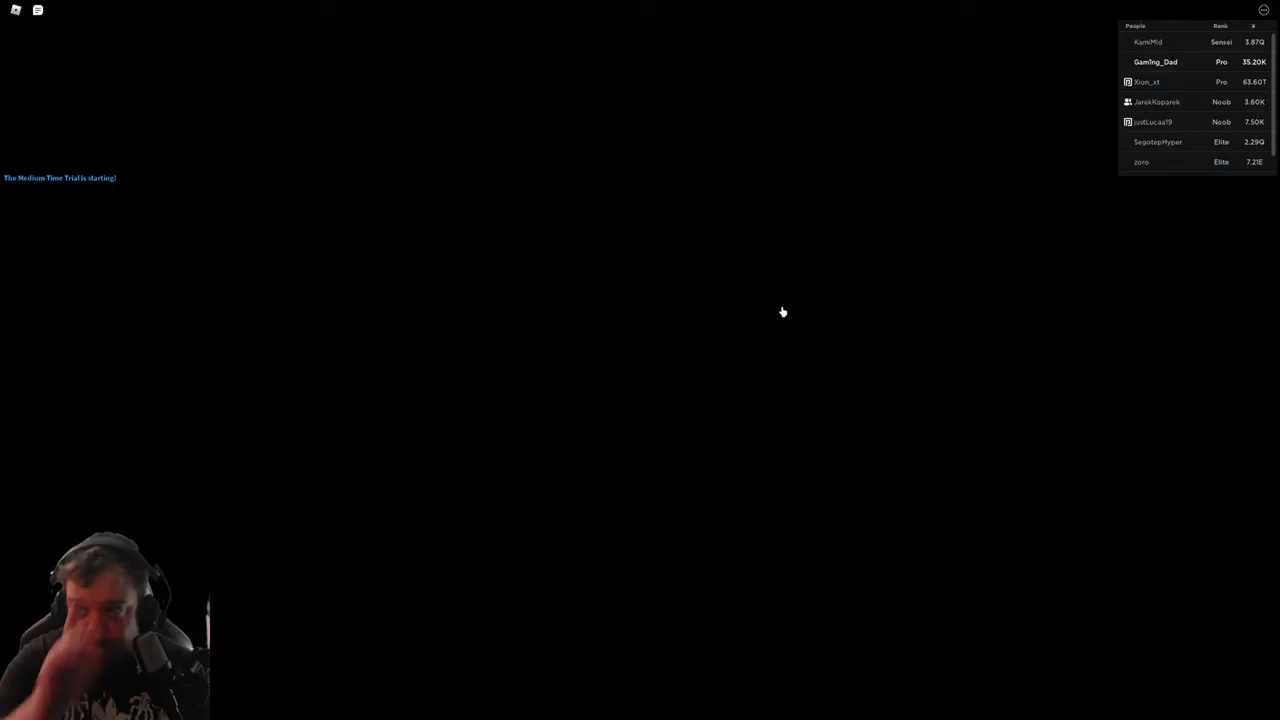 People Rank ¥
KamiMid Sensei 3.87Q
Gam1ng_Dad Pro 35.20K
Xion_xt Pro 63.60T
JarekKoparek Noob 3.60K
justLucaa19 Noob 7.50K
SegotepHyper Elite 2.29Q
zoro Elite 7.21E
The Medium Time Trial is starting!